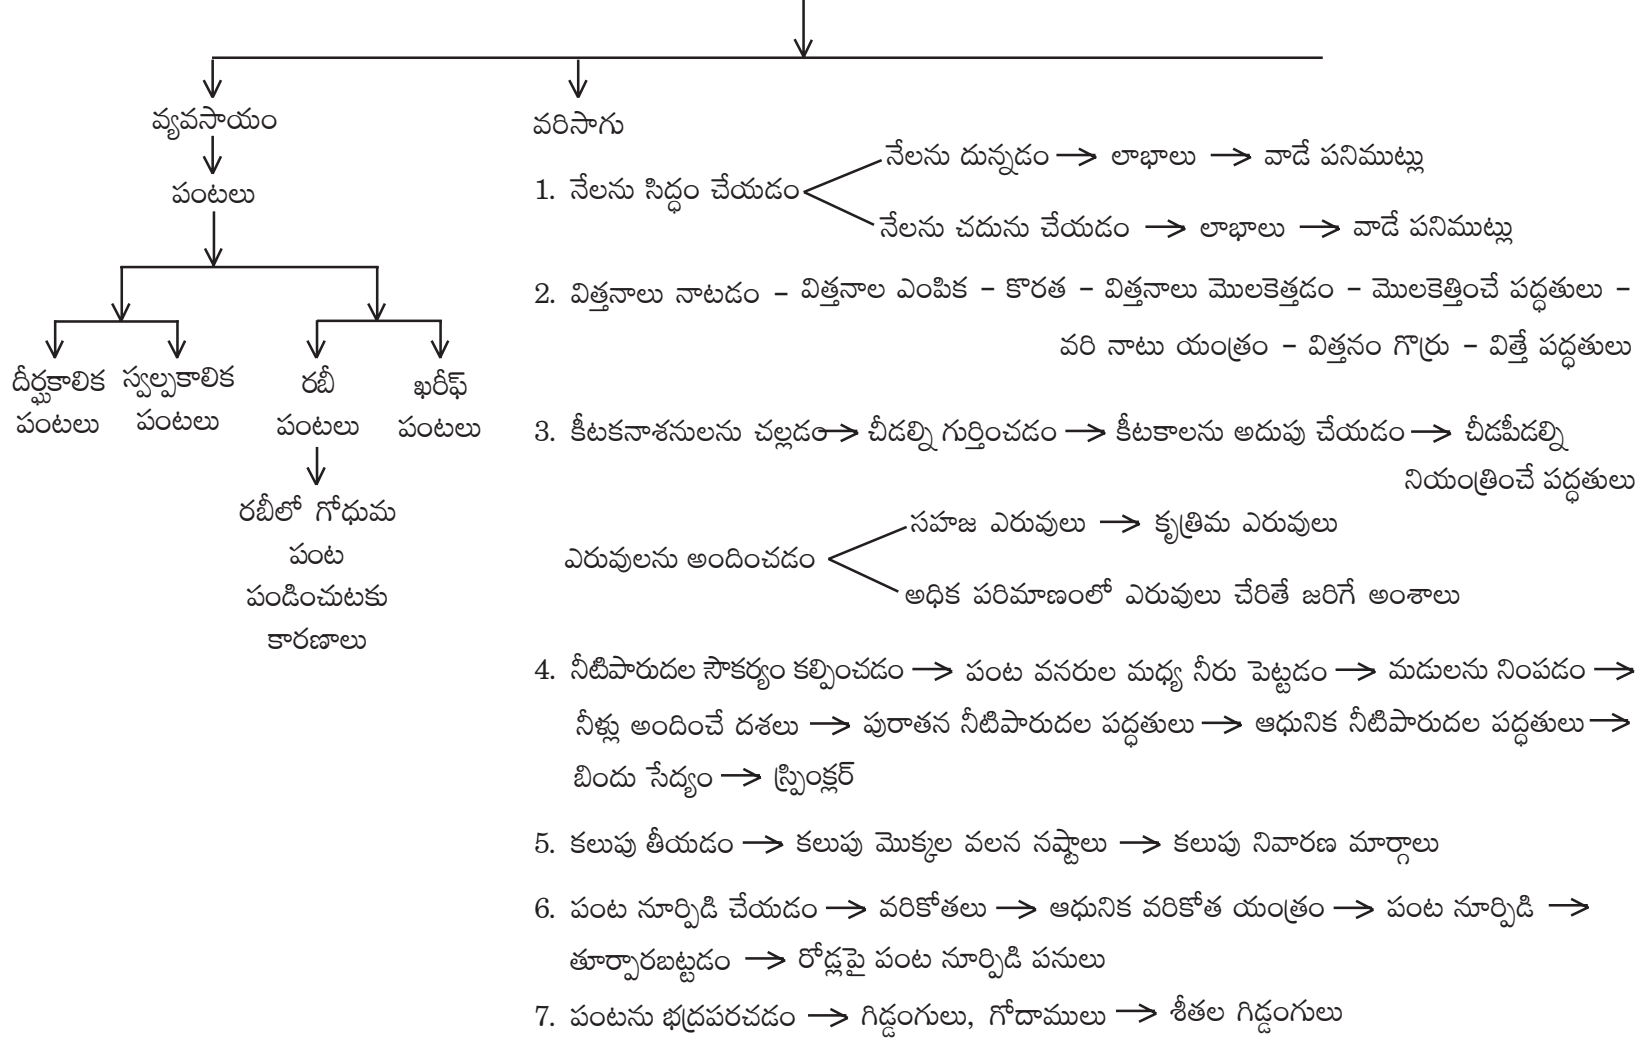 వ్యవసాయం
పంటలు
దీర్ఘకాలిక
పంటలు
స్వల్పకాలిక
పంటలు
రబీ
పంటలు
ఖరీఫ్
పంటలు
రబీలో గోధుమ
పంట
పండించుటకు
కారణాలు
వరిసాగు
1. నేలను సిద్ధం చేయడం
నేలను దున్నడం → లాభాలు → వాడే పనిముట్లు
నేలను చదును చేయడం → లాభాలు → వాడే పనిముట్లు
2. విత్తనాలు నాటడం – విత్తనాల ఎంపిక – కొరత – విత్తనాలు మొలకెత్తడం – మొలకెత్తించే పద్ధతులు –
వరి నాటు యంత్రం – విత్తనం గొర్రు – విత్తే పద్ధతులు
3. కీటకనాశనులను చల్లడం → చీడల్ని గుర్తించడం → కీటకాలను అదుపు చేయడం → చీడపీడల్ని
నియంత్రించే పద్ధతులు
ఎరువులను అందించడం
సహజ ఎరువులు → కృత్రిమ ఎరువులు
అధిక పరిమాణంలో ఎరువులు చేరితే జరిగే అంశాలు
4. నీటిపారుదల సౌకర్యం కల్పించడం → పంట వనరుల మధ్య నీరు పెట్టడం → మడులను నింపడం →
నీళ్లు అందించే దశలు → పురాతన నీటిపారుదల పద్ధతులు → ఆధునిక నీటిపారుదల పద్ధతులు →
బిందు సేద్యం → స్ప్రింక్లర్
5. కలుపు తీయడం → కలుపు మొక్కల వలన నష్టాలు → కలుపు నివారణ మార్గాలు
6. పంట నూర్పిడి చేయడం → వరికోతలు → ఆధునిక వరికోత యంత్రం → పంట నూర్పిడి →
తూర్పారబట్టడం → రోడ్లపై పంట నూర్పిడి పనులు
7. పంటను భద్రపరచడం → గిడ్డంగులు, గోదాములు → శీతల గిడ్డంగులు